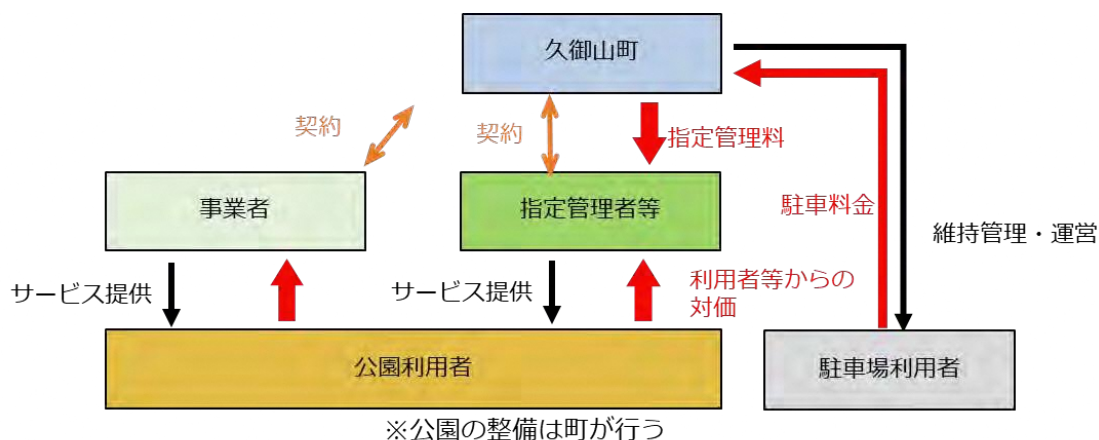 久御山町
契約
契約
指定管理料
事業者
指定管理者等
駐車料金
維持管理・運営
サービス提供
サービス提供
利用者等からの
対価
公園利用者
駐車場利用者
※公園の整備は町が行う